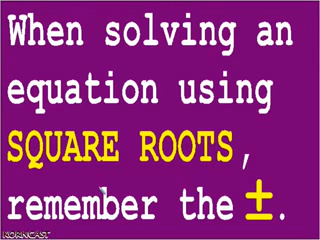 When solving an
equation using
SQUARE ROOTS,
remember the ±.
KORNCAST